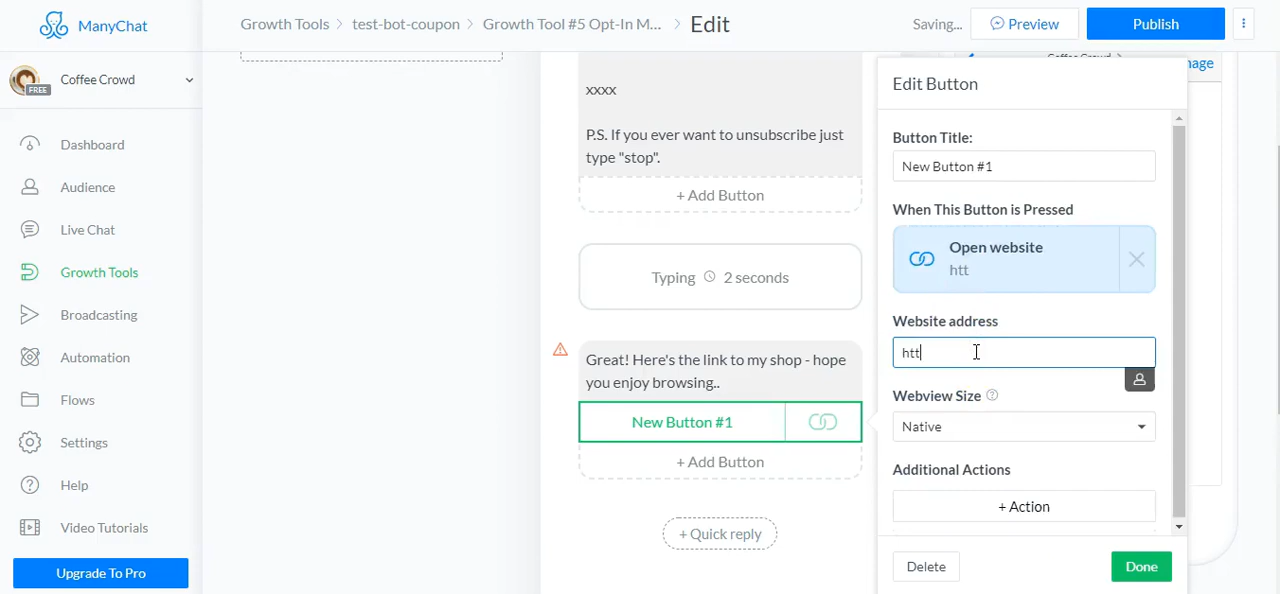 ManyChat
Growth Tools > test-bot-coupon > Growth Tool #5 Opt-In M... > Edit
Saving...
Preview
Publish
Coffee Crowd
FREE
Dashboard
Audience
Live Chat
Growth Tools
Broadcasting
Automation
Flows
Settings
Help
Video Tutorials
Upgrade To Pro
xxxx
P.S. If you ever want to unsubscribe just
type "stop".
+ Add Button
Typing 2 seconds
Great! Here's the link to my shop - hope
you enjoy browsing..
New Button #1
+ Add Button
+ Quick reply
Coffee Crowd
nage
Edit Button
Button Title:
New Button #1
When This Button is Pressed
Open website
htt
Website address
htt
Webview Size
Native
Additional Actions
+ Action
Delete
Done